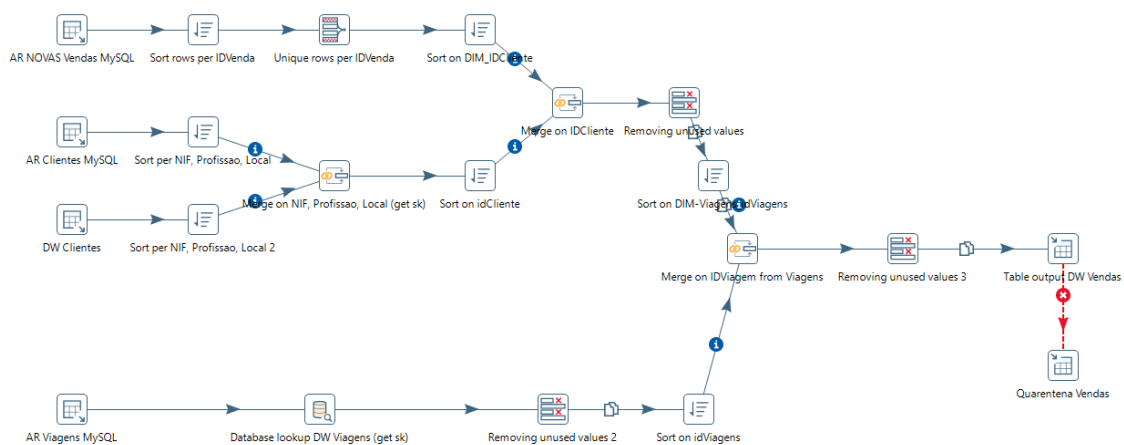 AR NOVAS Vendas MySQL
Sort rows per IDVenda
Unique rows per IDVenda
Sort on DIM_IDCliente
Merge on IDCliente
Removing unused values
AR Clientes MySQL
Sort per NIF, Profissao, Local
Merge on NIF, Profissao, Local (get sk)
Sort on idCliente
Sort on DIM-Viagens idViagens
DW Clientes
Sort per NIF, Profissao, Local 2
Merge on IDViagem from Viagens
Removing unused values 3
Table output DW Vendas
Quarentena Vendas
AR Viagens MySQL
Database lookup DW Viagens (get sk)
Removing unused values 2
Sort on idViagens